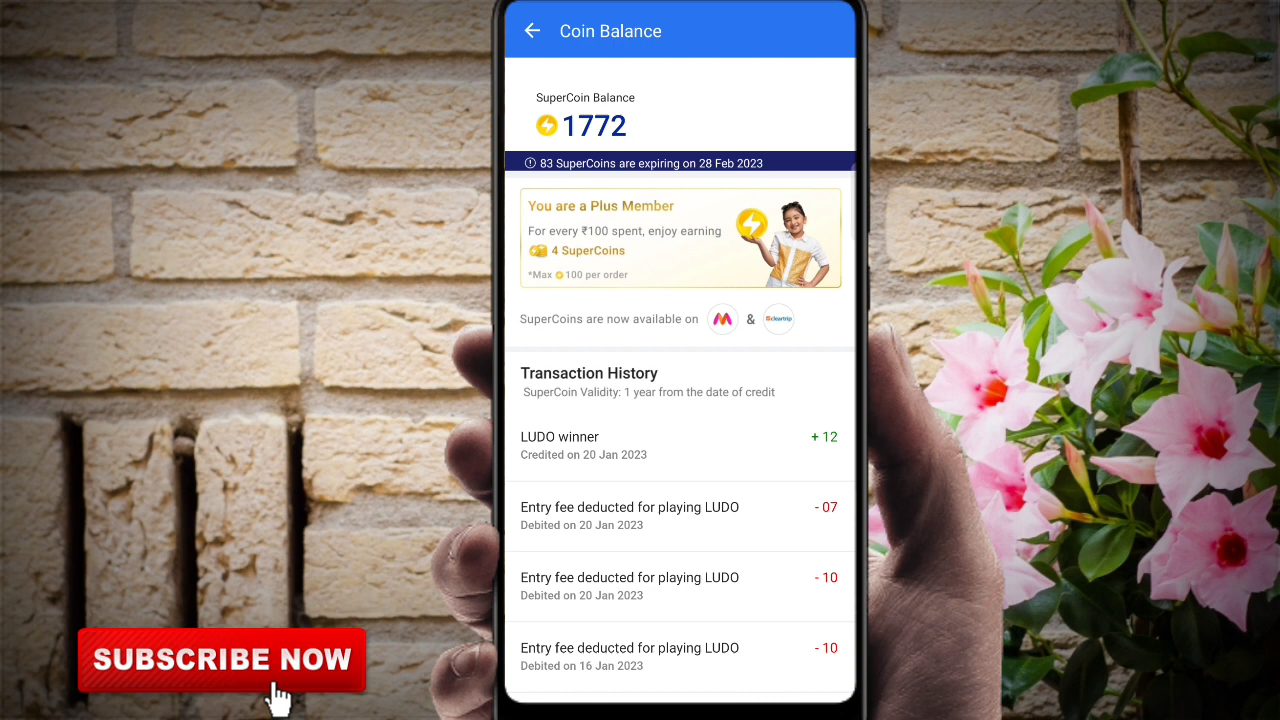 Coin Balance
SuperCoin Balance
1772
83 SuperCoins are expiring on 28 Feb 2023
You are a Plus Member
For every ₹100 spent, enjoy earning
4 SuperCoins
*Max 100 per order
SuperCoins are now available on & cleartrip
Transaction History
SuperCoin Validity: 1 year from the date of credit
LUDO winner + 12
Credited on 20 Jan 2023
Entry fee deducted for playing LUDO - 07
Debited on 20 Jan 2023
Entry fee deducted for playing LUDO - 10
Debited on 20 Jan 2023
Entry fee deducted for playing LUDO - 10
Debited on 16 Jan 2023
SUBSCRIBE NOW